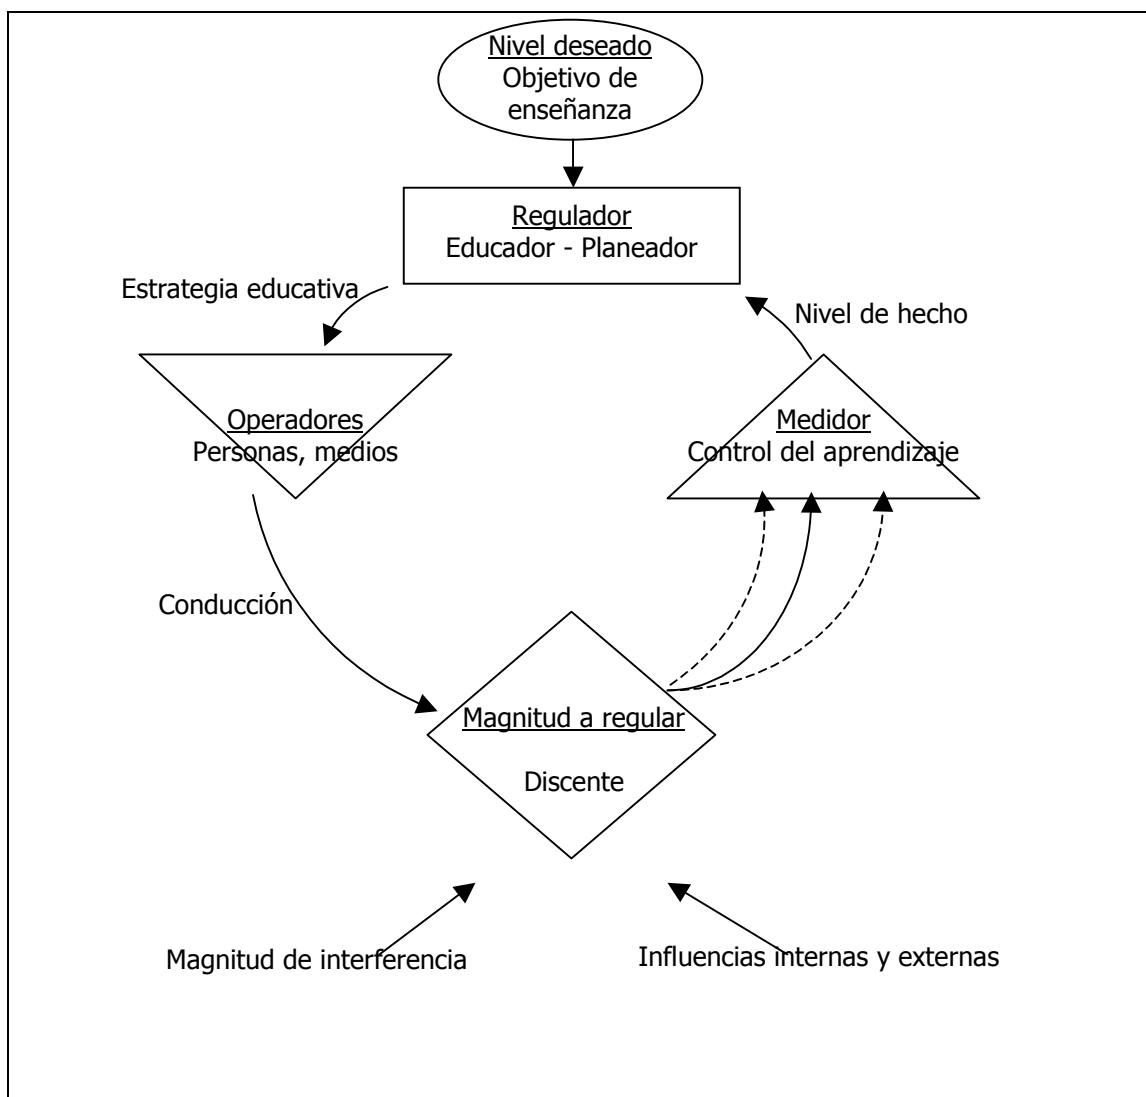 Nivel deseado
Objetivo de
enseñanza
Regulador
Educador - Planeador
Estrategia educativa
Nivel de hecho
Operadores
Personas, medios
Medidor
Control del aprendizaje
Conducción
Magnitud a regular
Discente
Magnitud de interferencia
Influencias internas y externas